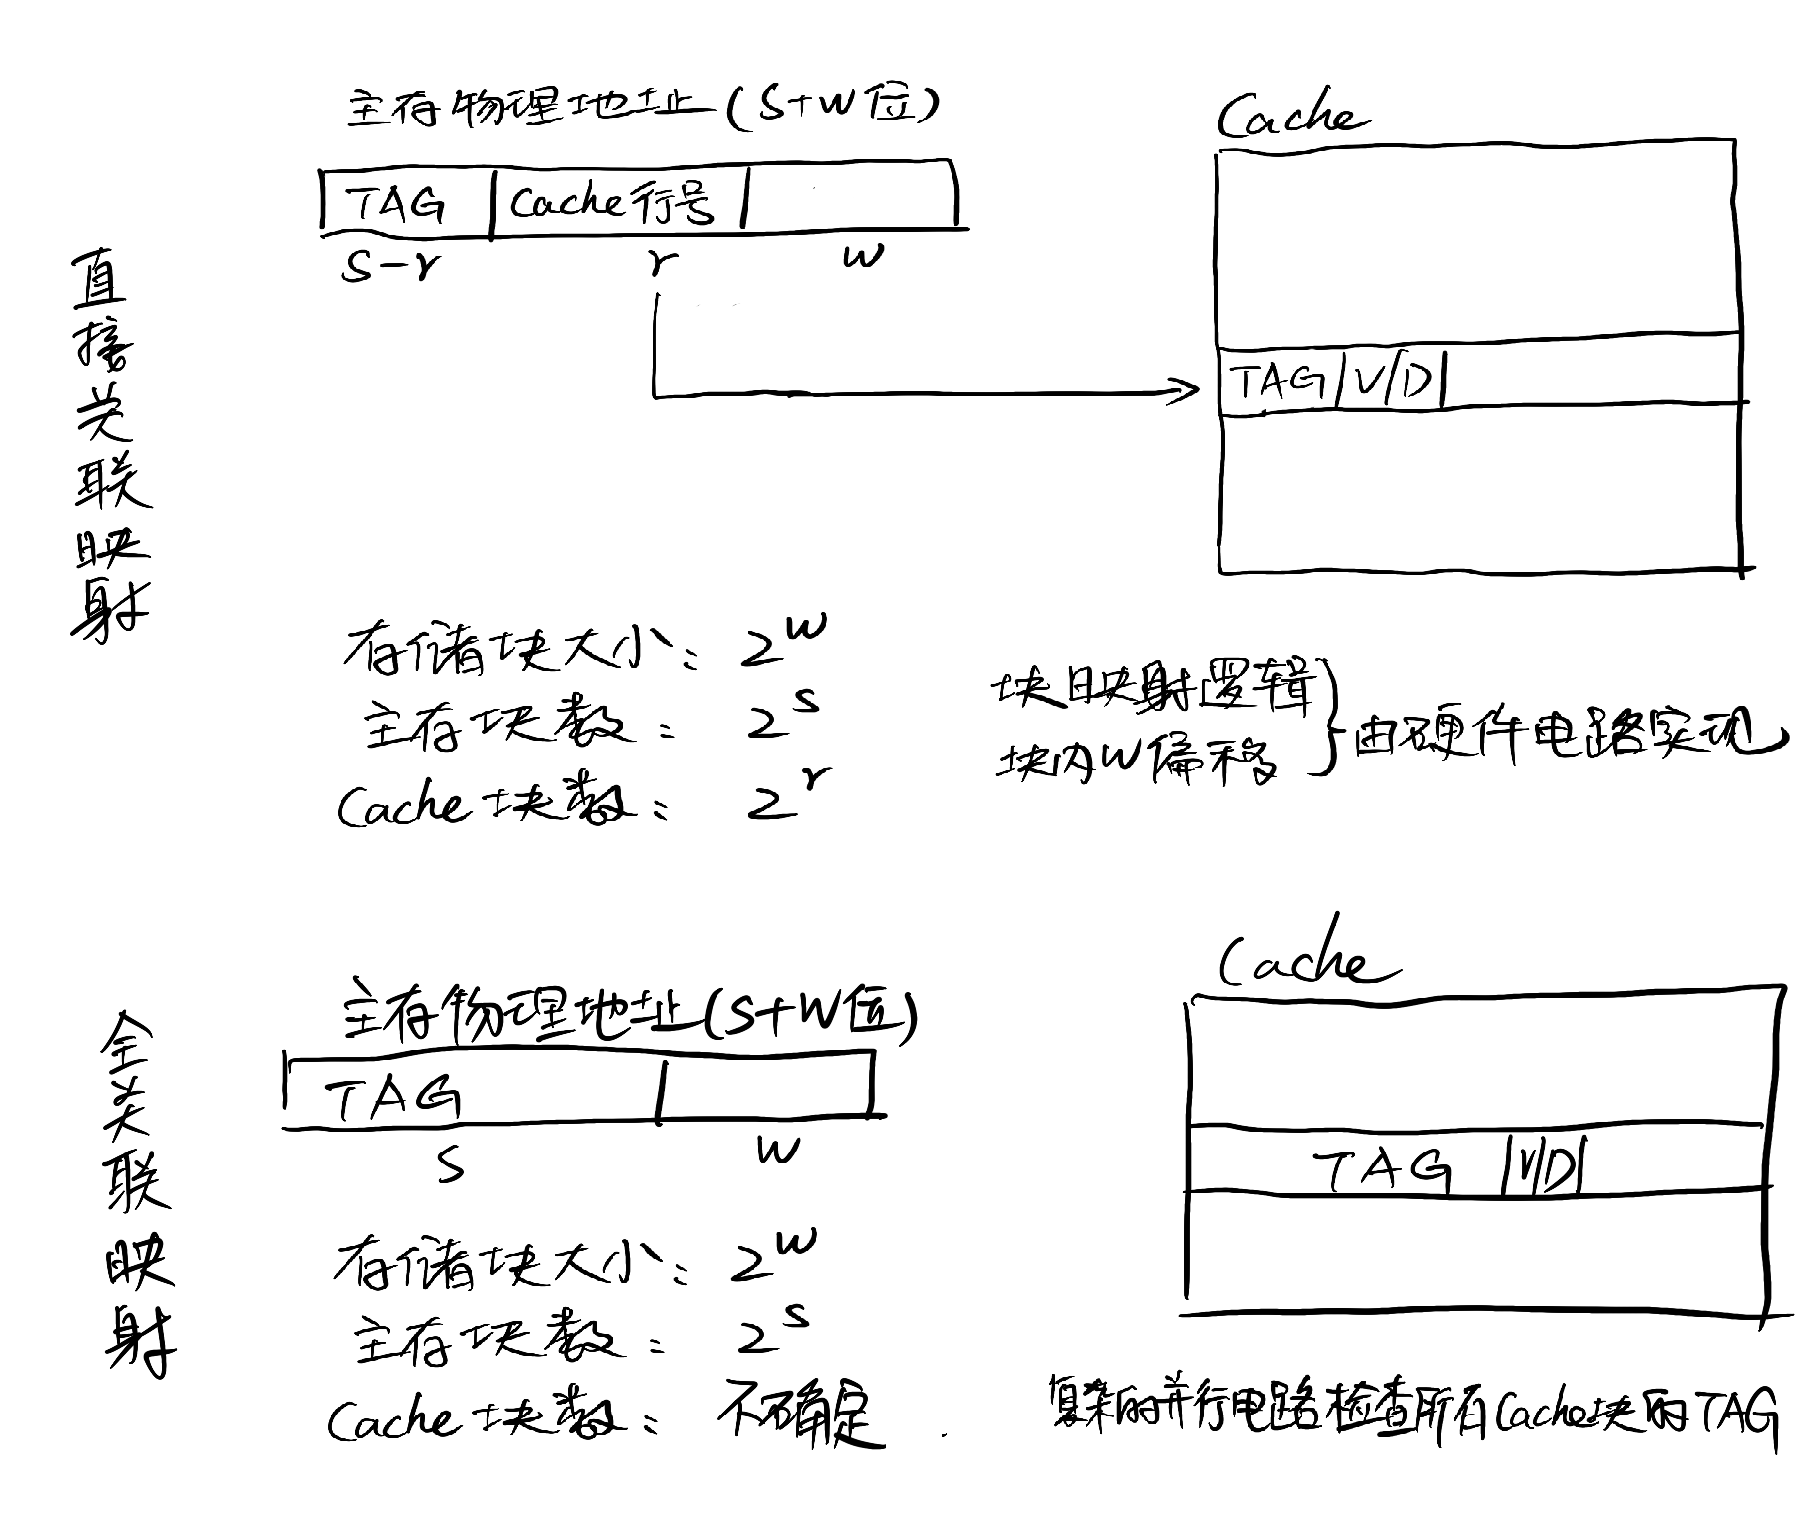 直接关联映射
主存物理地址(S+W位)
TAG Cache行号
S-r r w
Cache
TAG|V|D|
存储块大小: 2^w
主存块数: 2^s
Cache块数: 2^r
块映射逻辑
块内W偏移
} 由硬件电路实现
全关联映射
主存物理地址(S+W位)
TAG
S w
Cache
TAG |V|D|
存储块大小: 2^w
主存块数: 2^s
Cache块数: 不确定
复杂的并行电路检查所有Cache块的TAG